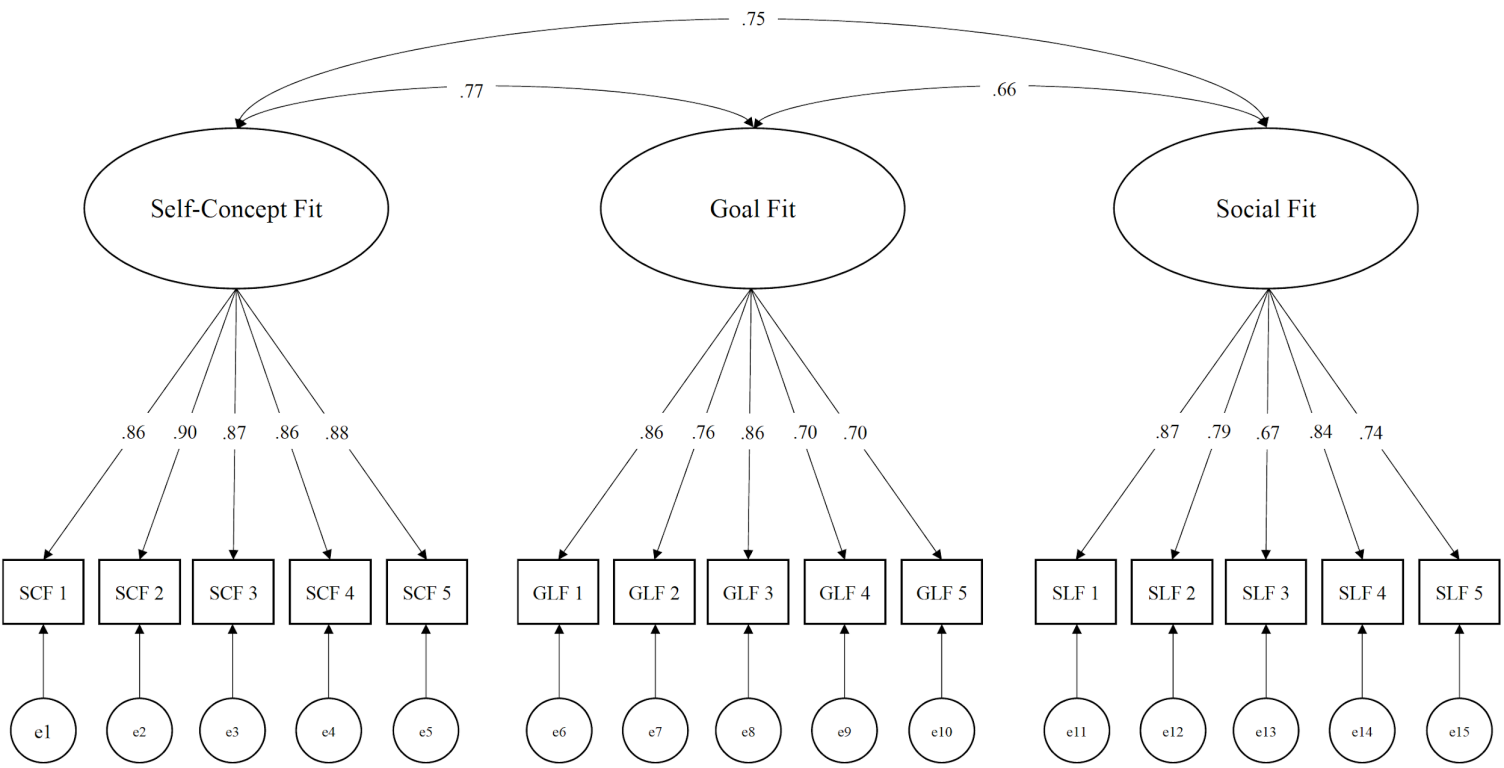 .75
.77
.66
Self-Concept Fit
Goal Fit
Social Fit
.86 .90 .87 .86 .88
.86 .76 .86 .70 .70
.87 .79 .67 .84 .74
SCF 1 SCF 2 SCF 3 SCF 4 SCF 5
GLF 1 GLF 2 GLF 3 GLF 4 GLF 5
SLF 1 SLF 2 SLF 3 SLF 4 SLF 5
e1 e2 e3 e4 e5
e6 e7 e8 e9 e10
e11 e12 e13 e14 e15